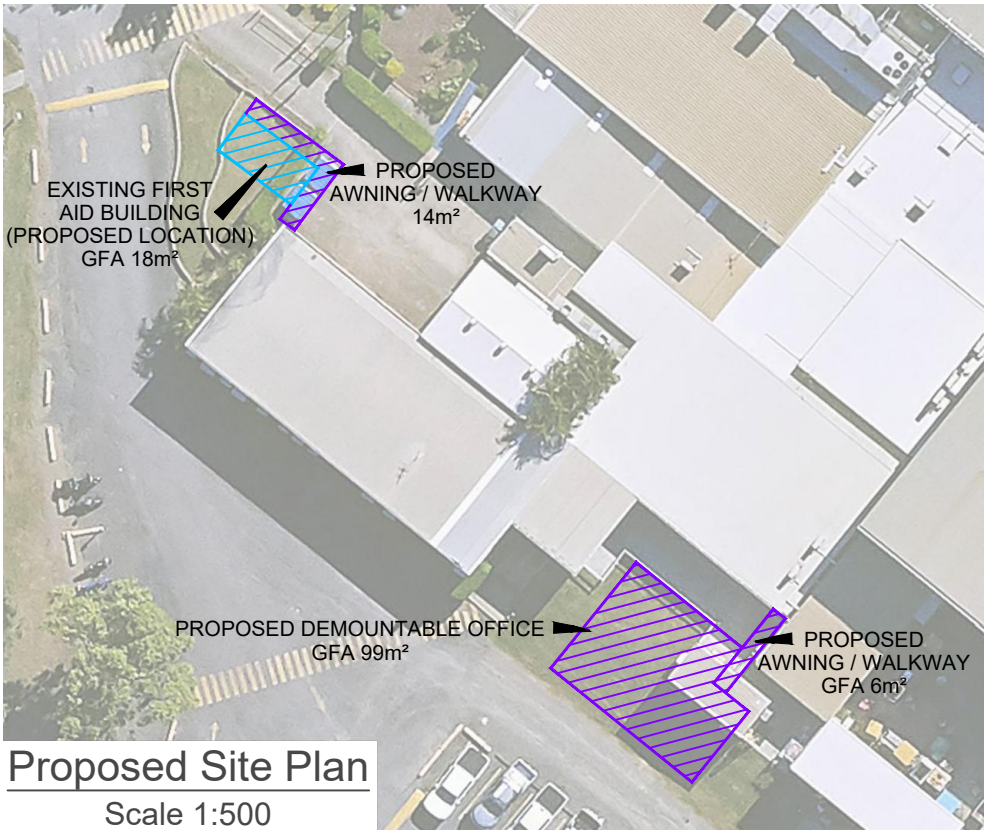 PROPOSED
AWNING / WALKWAY
14m²
EXISTING FIRST
AID BUILDING
(PROPOSED LOCATION)
GFA 18m²
PROPOSED DEMOUNTABLE OFFICE
GFA 99m²
PROPOSED
AWNING / WALKWAY
GFA 6m²
Proposed Site Plan
Scale 1:500